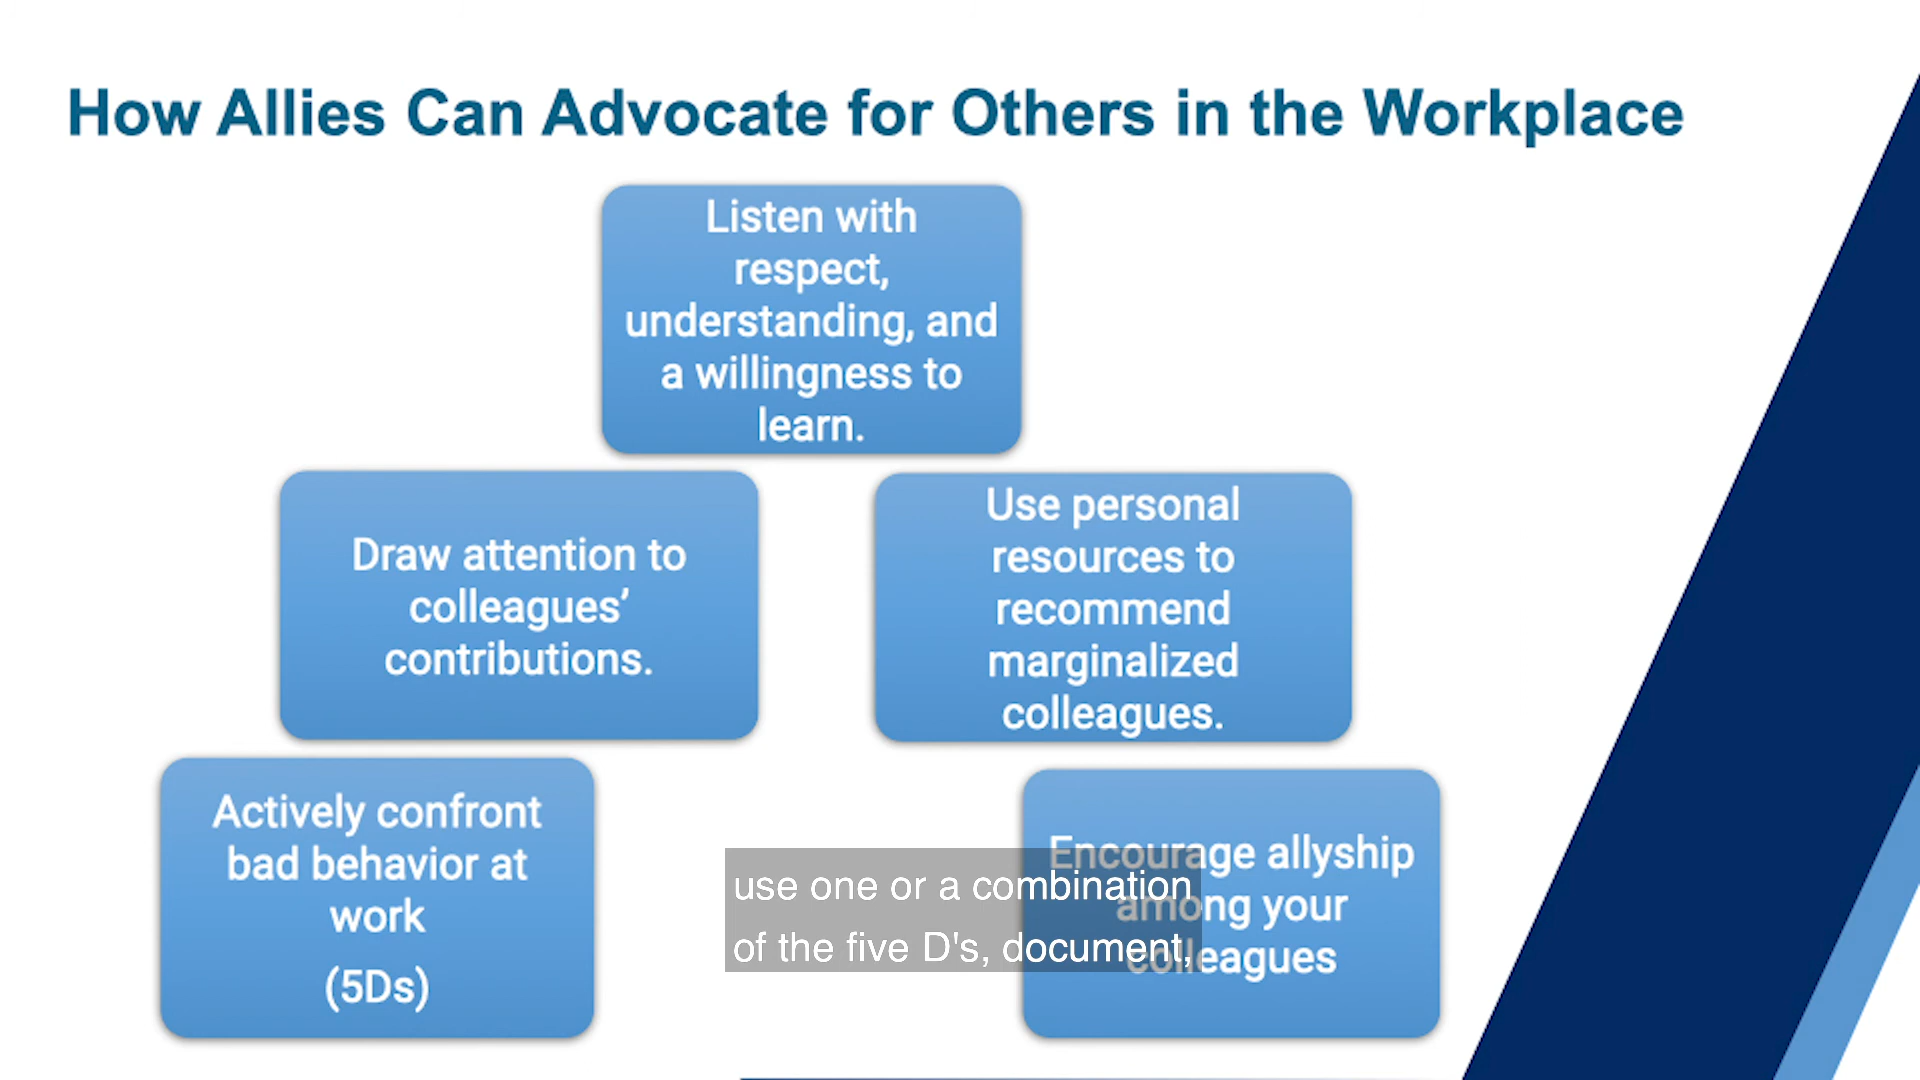 How Allies Can Advocate for Others in the Workplace
Listen with
respect,
understanding, and
a willingness to
learn.
Draw attention to
colleagues’
contributions.
Use personal
resources to
recommend
marginalized
colleagues.
Actively confront
bad behavior at
work
(5Ds)
Encourage allyship
among your
colleagues
use one or a combination
of the five D's, document,